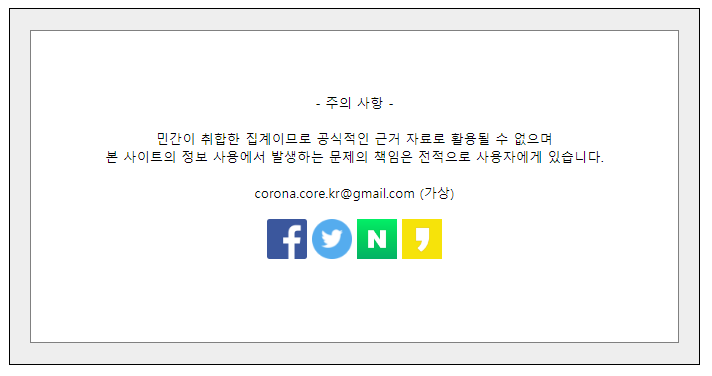 - 주의 사항 -
민간이 취합한 집계이므로 공식적인 근거 자료로 활용될 수 없으며
본 사이트의 정보 사용에서 발생하는 문제의 책임은 전적으로 사용자에게 있습니다.
corona.core.kr@gmail.com (가상)
f N